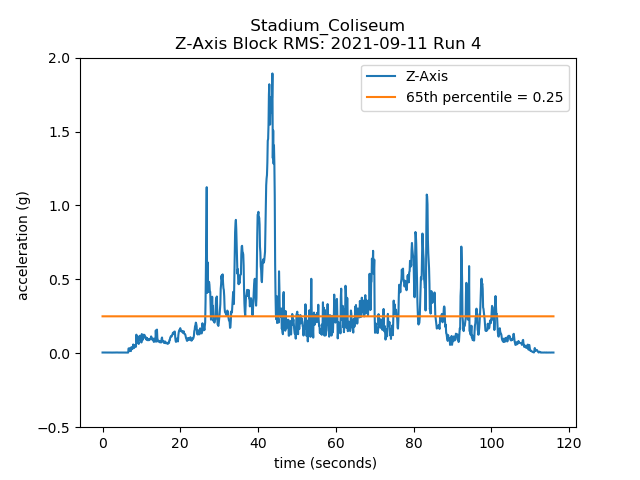 Stadium_Coliseum
Z-Axis Block RMS: 2021-09-11 Run 4
2.0
Z-Axis
65th percentile = 0.25
1.5
1.0
acceleration (g)
0.5
0.0
−0.5
0 20 40 60 80 100 120
time (seconds)